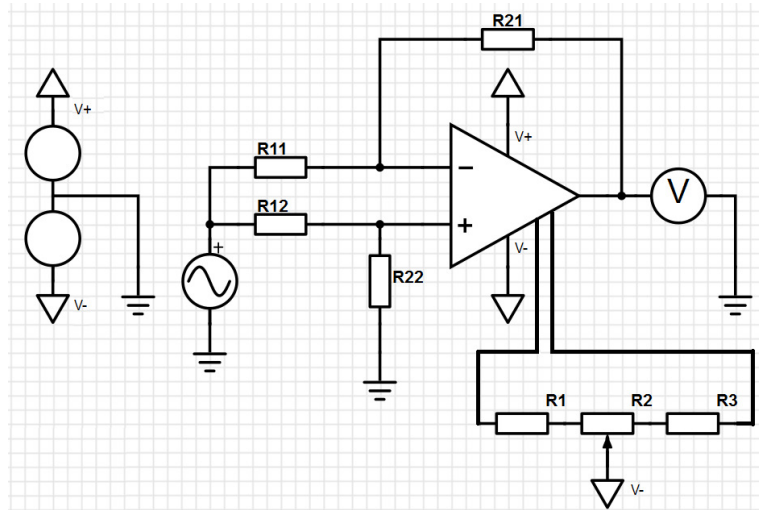 R21
V+
V+
R11
R12
+
−
+
V
V-
R22
V-
R1
R2
R3
V-